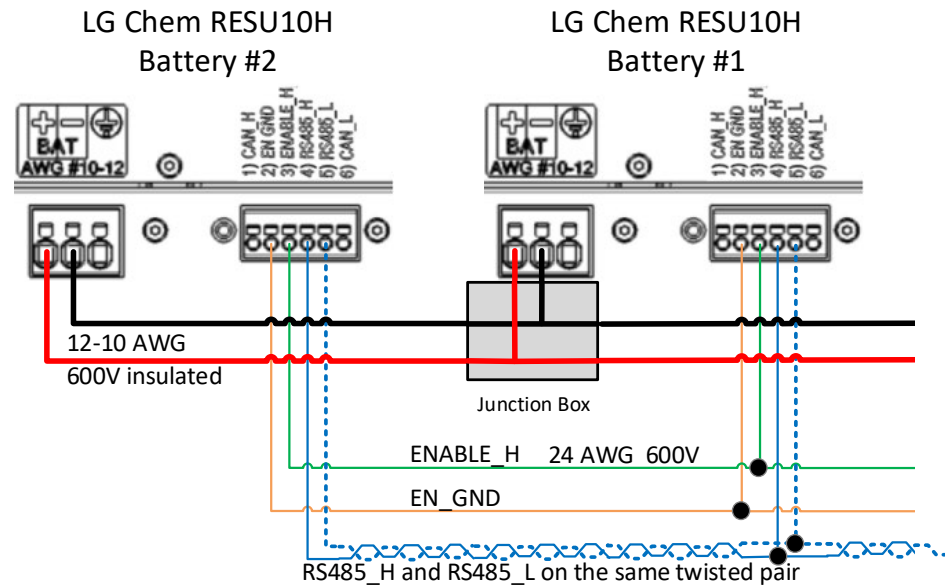 LG Chem RESU10H
Battery #2
LG Chem RESU10H
Battery #1
+ -
BAT
AWG #10-12
1) CAN_H
2) EN GND
3) ENABLE_H
4) RS485_H
5) RS485_L
6) CAN_L
+ -
BAT
AWG #10-12
1) CAN_H
2) EN GND
3) ENABLE_H
4) RS485_H
5) RS485_L
6) CAN_L
12-10 AWG
600V insulated
Junction Box
ENABLE_H 24 AWG 600V
EN_GND
RS485_H and RS485_L on the same twisted pair